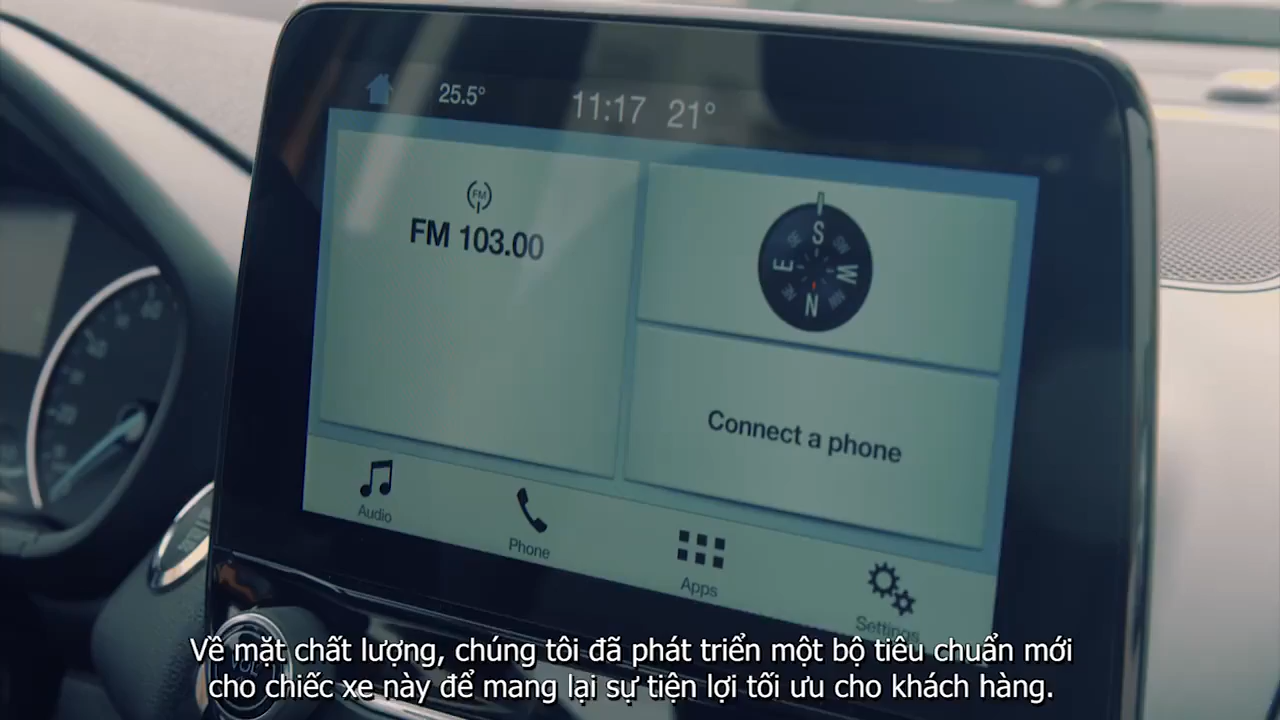 25.5° 11:17 21°
FM
FM 103.00
S
E W
N
Connect a phone
Audio
Phone
Apps
Settings
VOL
Về mặt chất lượng, chúng tôi đã phát triển một bộ tiêu chuẩn mới
cho chiếc xe này để mang lại sự tiện lợi tối ưu cho khách hàng.